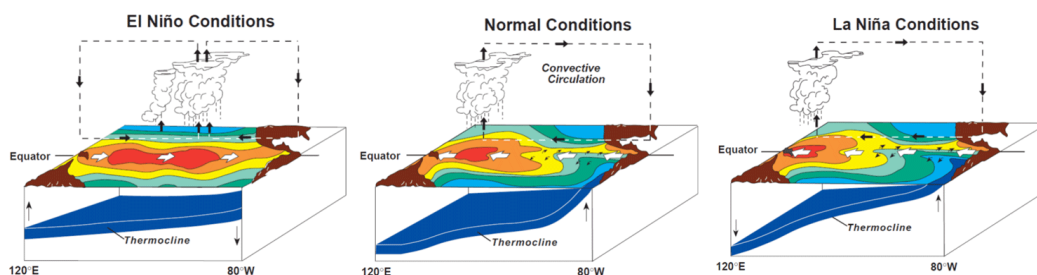 El Niño Conditions
Equator
Thermocline
120°E
80°W
Normal Conditions
Convective
Circulation
Equator
Thermocline
120°E
80°W
La Niña Conditions
Equator
Thermocline
120°E
80°W